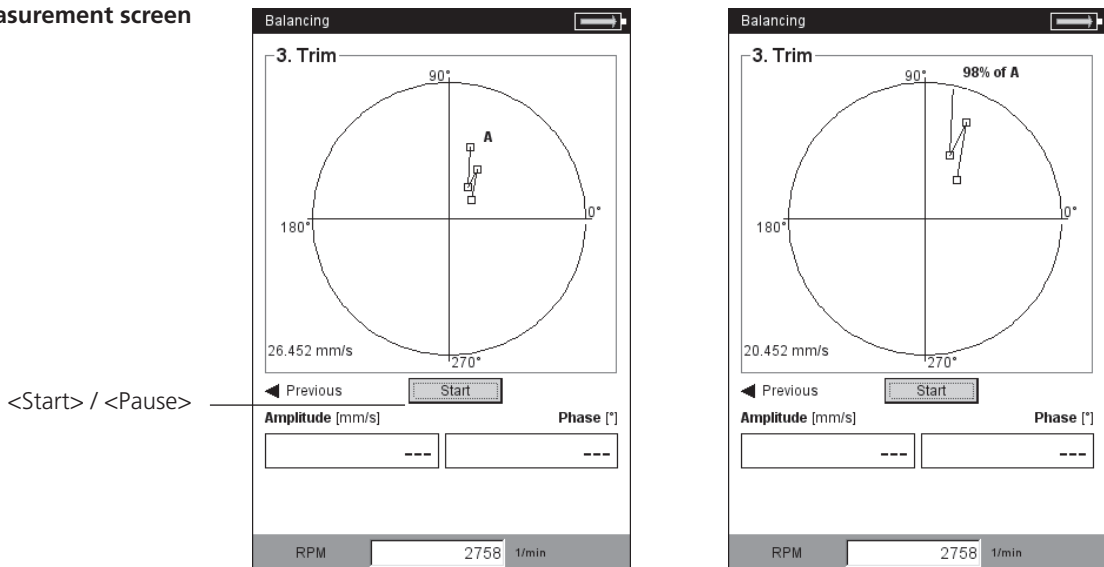 asurement screen
Balancing
3. Trim
90°
A
0°
180°
26.452 mm/s
270°
Previous
Start
<Start> / <Pause>
Amplitude [mm/s]
Phase [°]
---
---
RPM
2758
1/min
Balancing
3. Trim
90°
98% of A
0°
180°
20.452 mm/s
270°
Previous
Start
Amplitude [mm/s]
Phase [°]
---
---
RPM
2758
1/min